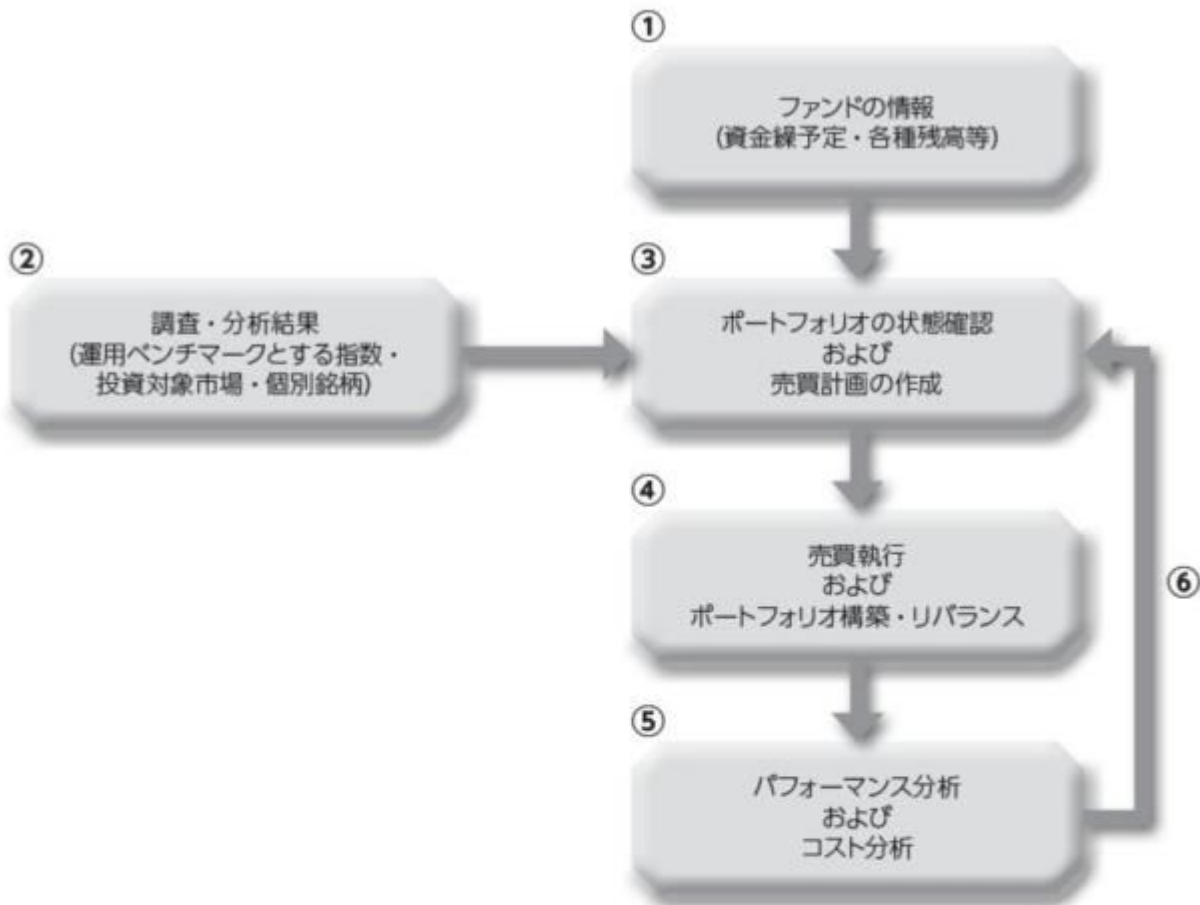 ①
ファンドの情報
(資金繰予定・各種残高等)
②
調査・分析結果
(運用ベンチマークとする指数・
投資対象市場・個別銘柄)
③
ポートフォリオの状態確認
および
売買計画の作成
④
売買執行
および
ポートフォリオ構築・リバランス
⑥
⑤
パフォーマンス分析
および
コスト分析